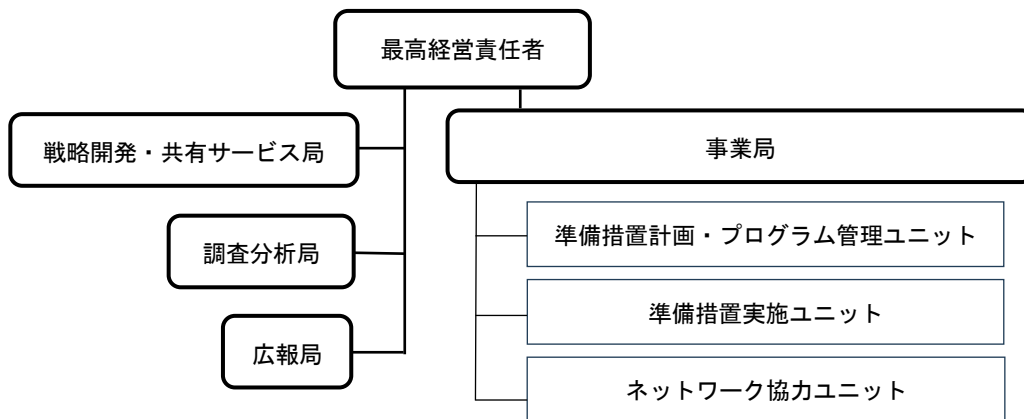 最高経営責任者
戦略開発・共有サービス局
事業局
調査分析局
準備措置計画・プログラム管理ユニット
準備措置実施ユニット
広報局
ネットワーク協力ユニット